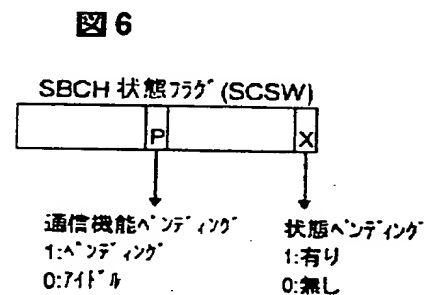 図6
SBCH 状態ﾌﾗｸﾞ(SCSW)
P
X
通信機能ﾍﾟﾝﾃﾞｨﾝｸﾞ
1:ﾍﾟﾝﾃﾞｨﾝｸﾞ
0:ｱｲﾄﾞﾙ
状態ﾍﾟﾝﾃﾞｨﾝｸﾞ
1:有り
0:無し